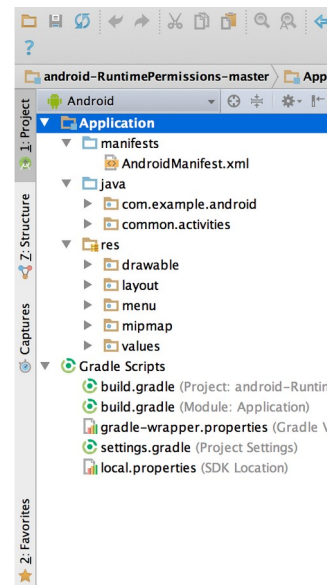 ?
android-RuntimePermissions-master App
1: Project
Android
Application
manifests
AndroidManifest.xml
java
com.example.android
common.activities
res
drawable
layout
menu
mipmap
values
Gradle Scripts
build.gradle (Project: android-Runtin
build.gradle (Module: Application)
gradle-wrapper.properties (Gradle V
settings.gradle (Project Settings)
local.properties (SDK Location)
Z: Structure
Captures
2: Favorites